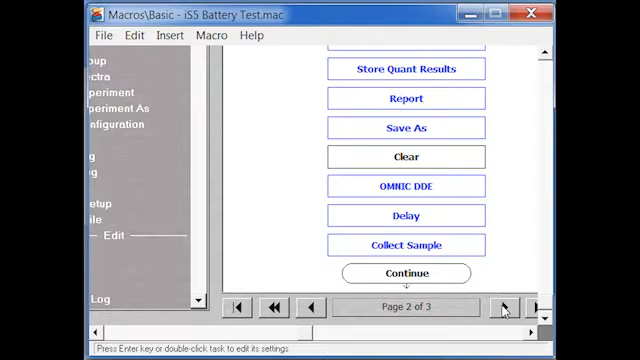 Macros\Basic - iS5 Battery Test.mac
File Edit Insert Macro Help
oup
ectra
periment
periment As
nfiguration
g
og
etup
ile
Edit
Log
Store Quant Results
Report
Save As
Clear
OMNIC DDE
Delay
Collect Sample
Continue
Page 2 of 3
Press Enter key or double-click task to edit its settings